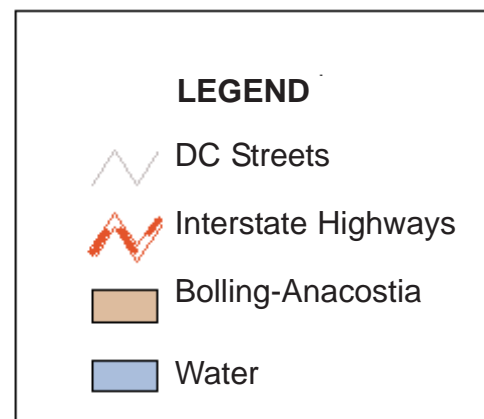 LEGEND
DC Streets
Interstate Highways
Bolling-Anacostia
Water